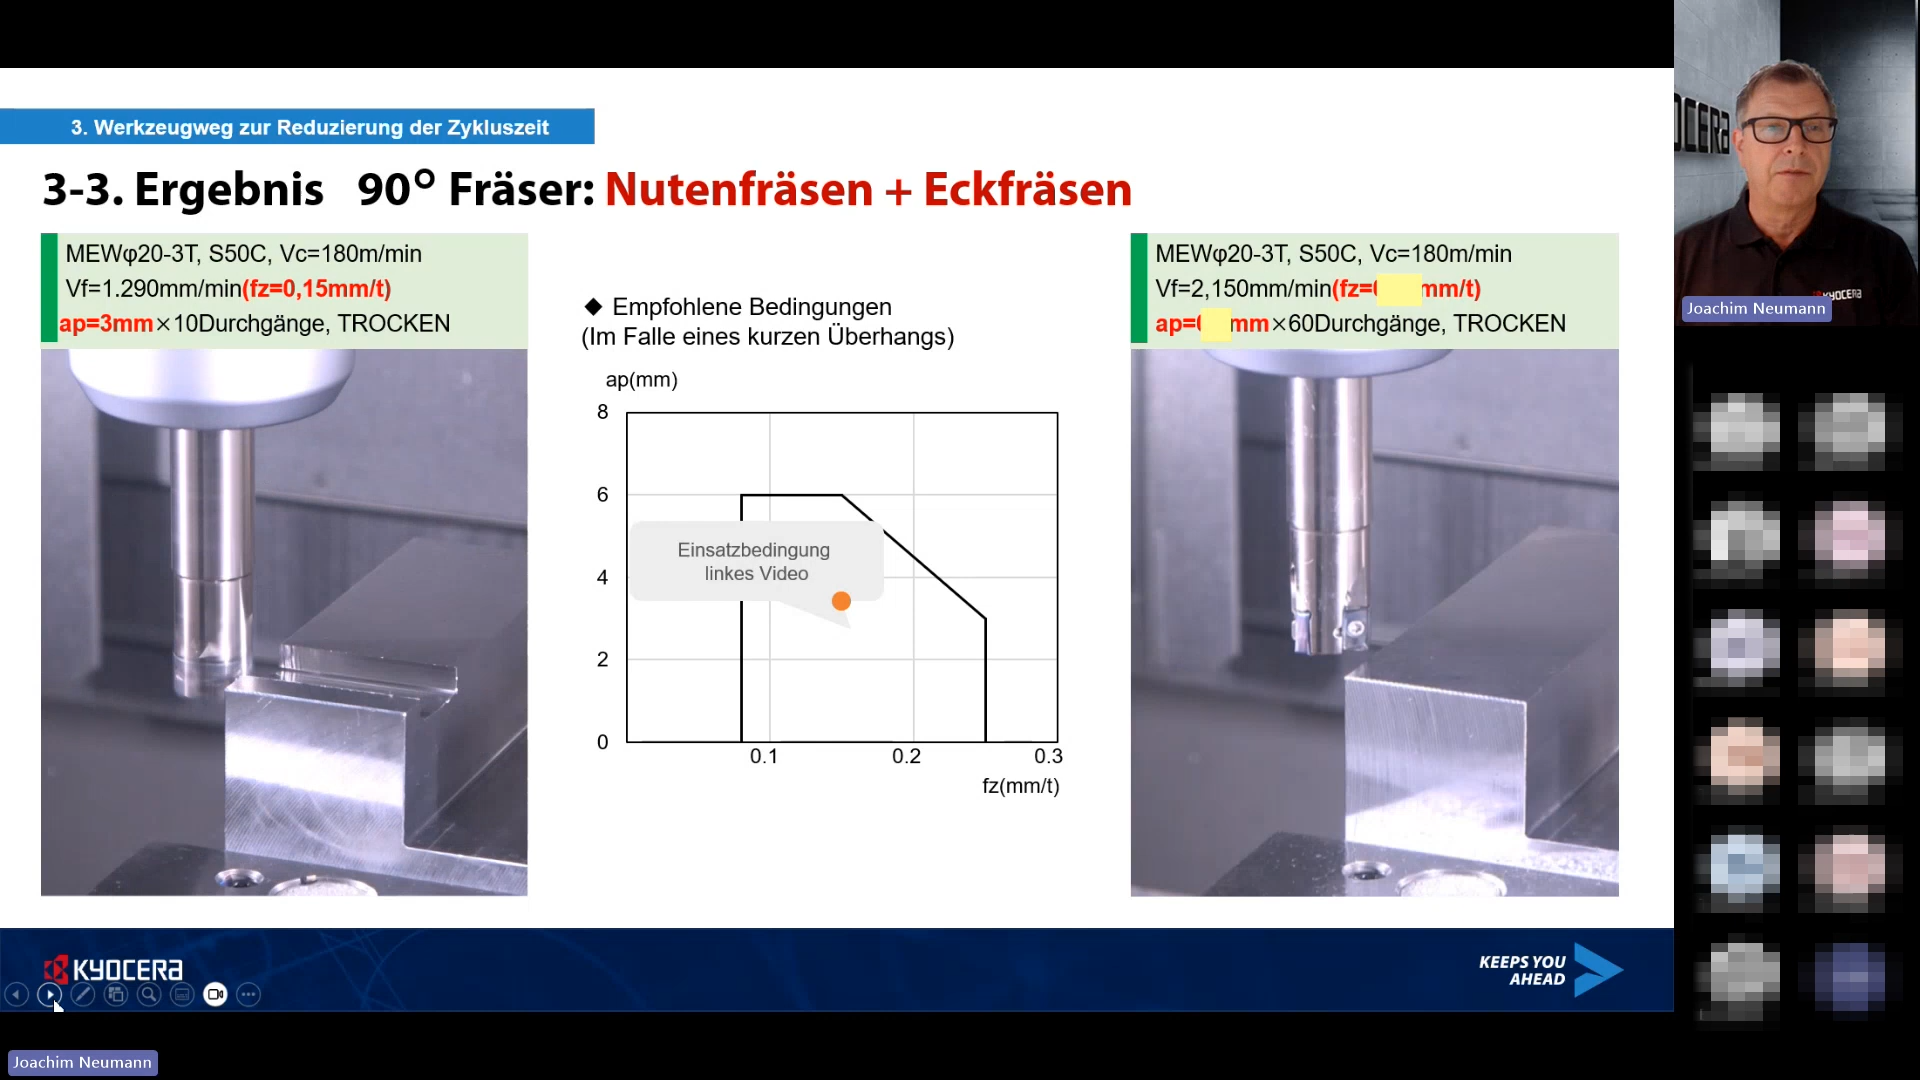 3. Werkzeugweg zur Reduzierung der Zykluszeit
3-3. Ergebnis 90° Fräser: Nutenfräsen + Eckfräsen
MEWφ20-3T, S50C, Vc=180m/min
Vf=1.290mm/min(fz=0,15mm/t)
ap=3mm×10Durchgänge, TROCKEN
◆ Empfohlene Bedingungen
(Im Falle eines kurzen Überhangs)
ap(mm)
8
6
4
2
0
0.1 0.2 0.3
fz(mm/t)
Einsatzbedingung
linkes Video
MEWφ20-3T, S50C, Vc=180m/min
Vf=2,150mm/min(fz= mm/t)
ap= mm×60Durchgänge, TROCKEN
KYOCERA
KEEPS YOU
AHEAD
Joachim Neumann
OCERA
KYOCERA
Joachim Neumann